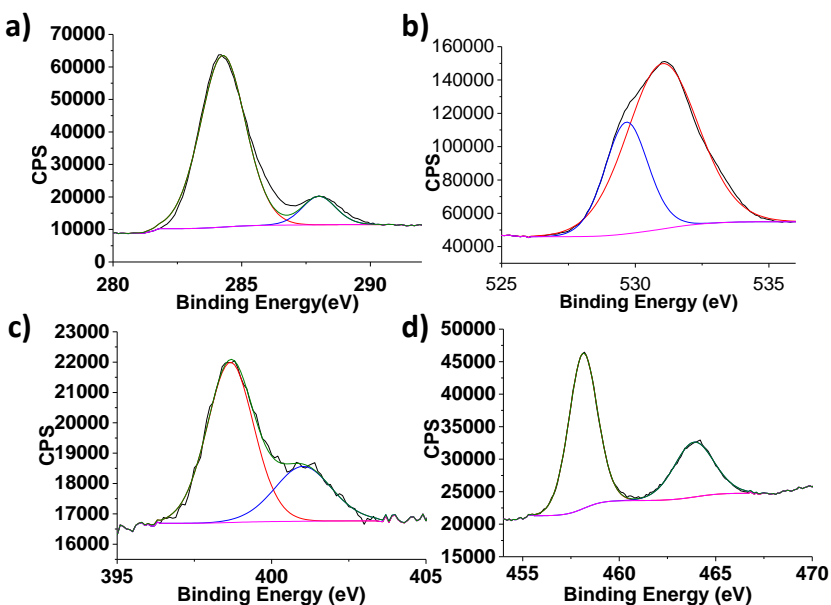 a)
70000
60000
50000
40000
30000
20000
10000
0
CPS
280 285 290
Binding Energy(eV)
b)
160000
140000
120000
100000
80000
60000
40000
CPS
525 530 535
Binding Energy (eV)
c)
23000
22000
21000
20000
19000
18000
17000
16000
CPS
395 400 405
Binding Energy (eV)
d)
50000
45000
40000
35000
30000
25000
20000
15000
CPS
455 460 465 470
Binding Energy (eV)